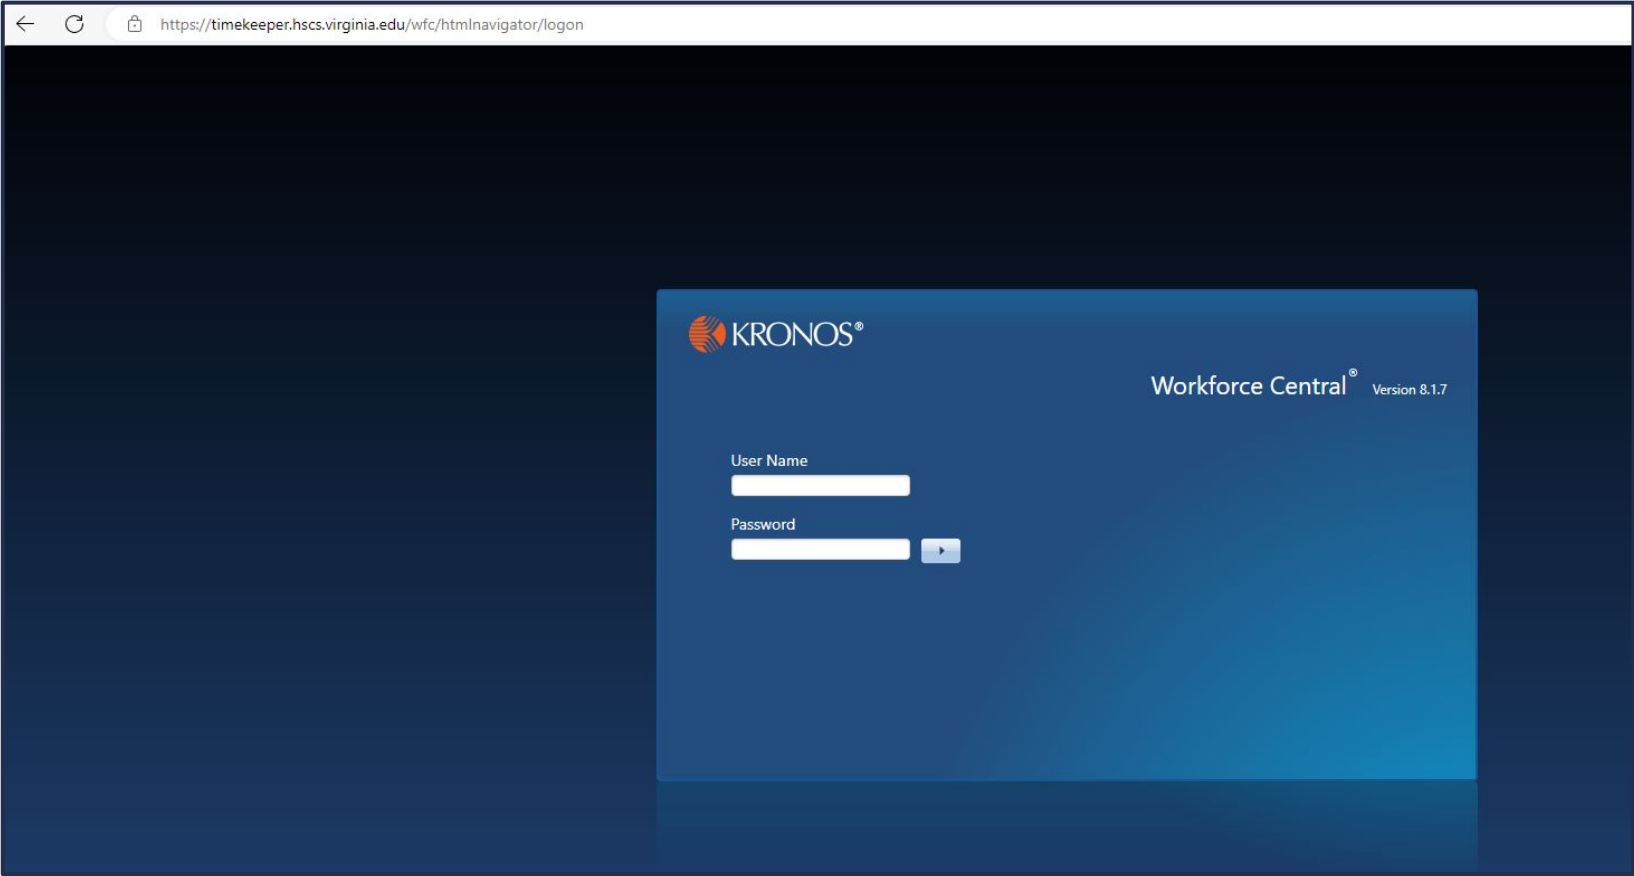 https://timekeeper.hscs.virginia.edu/wfc/htmlnavigator/logon
KRONOS®
Workforce Central® Version 8.1.7
User Name
Password